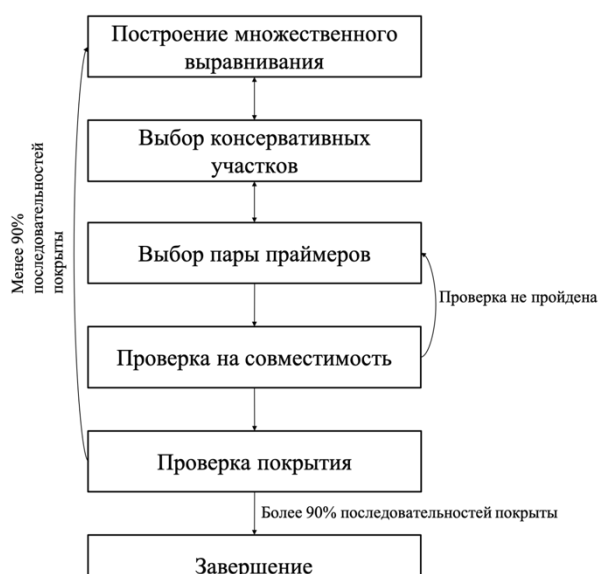 Построение множественного
выравнивания
Выбор консервативных
участков
Менее 90%
последовательностей
покрыты
Выбор пары праймеров
Проверка не пройдена
Проверка на совместимость
Проверка покрытия
Более 90% последовательностей покрыты
Завершение